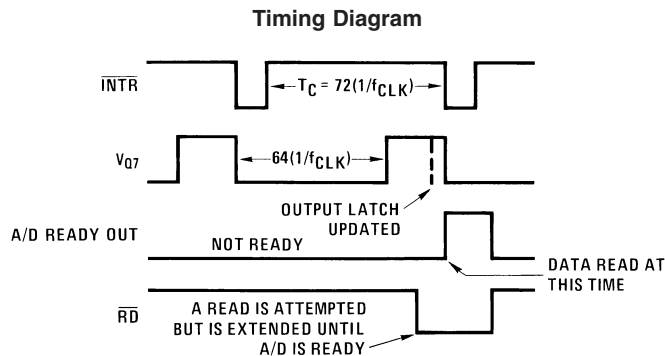 Timing Diagram
INTR
T_C = 72(1/f_CLK)
V_Q7
64(1/f_CLK)
OUTPUT LATCH
UPDATED
A/D READY OUT
NOT READY
DATA READ AT
THIS TIME
RD
A READ IS ATTEMPTED
BUT IS EXTENDED UNTIL
A/D IS READY